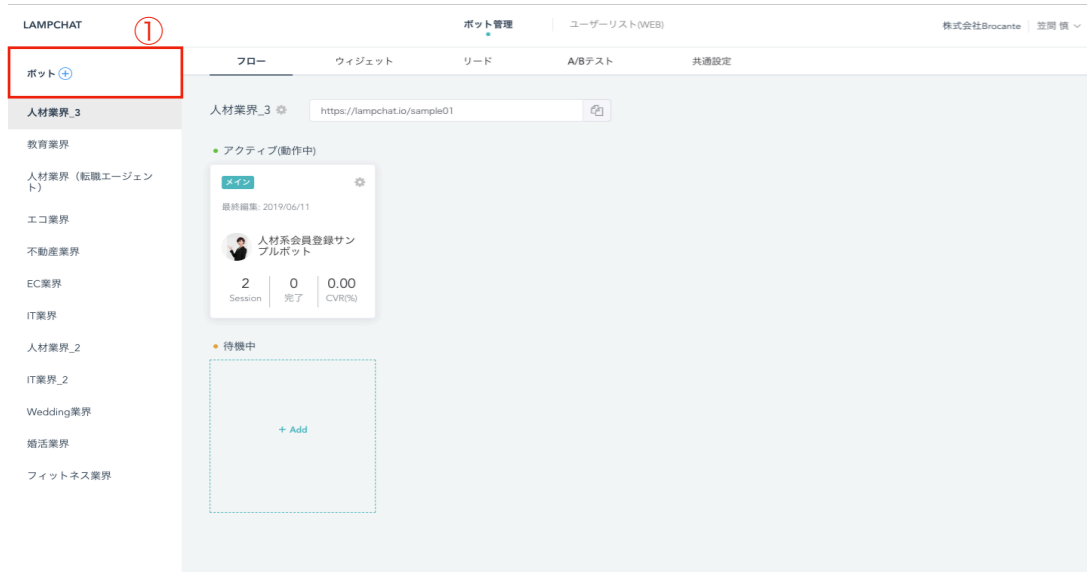 LAMPCHAT
①
ボット管理
ユーザーリスト(WEB)
株式会社Brocante
笠間 慎
ボット
フロー
ウィジェット
リード
A/Bテスト
共通設定
人材業界_3
教育業界
人材業界（転職エージェン
ト）
エコ業界
不動産業界
EC業界
IT業界
人材業界_2
IT業界_2
Wedding業界
婚活業界
フィットネス業界
人材業界_3
https://lampchat.io/sample01
アクティブ(動作中)
メイン
最終編集: 2019/06/11
人材系会員登録サン
プルボット
2
0
0.00
Session
完了
CVR(%)
待機中
+ Add